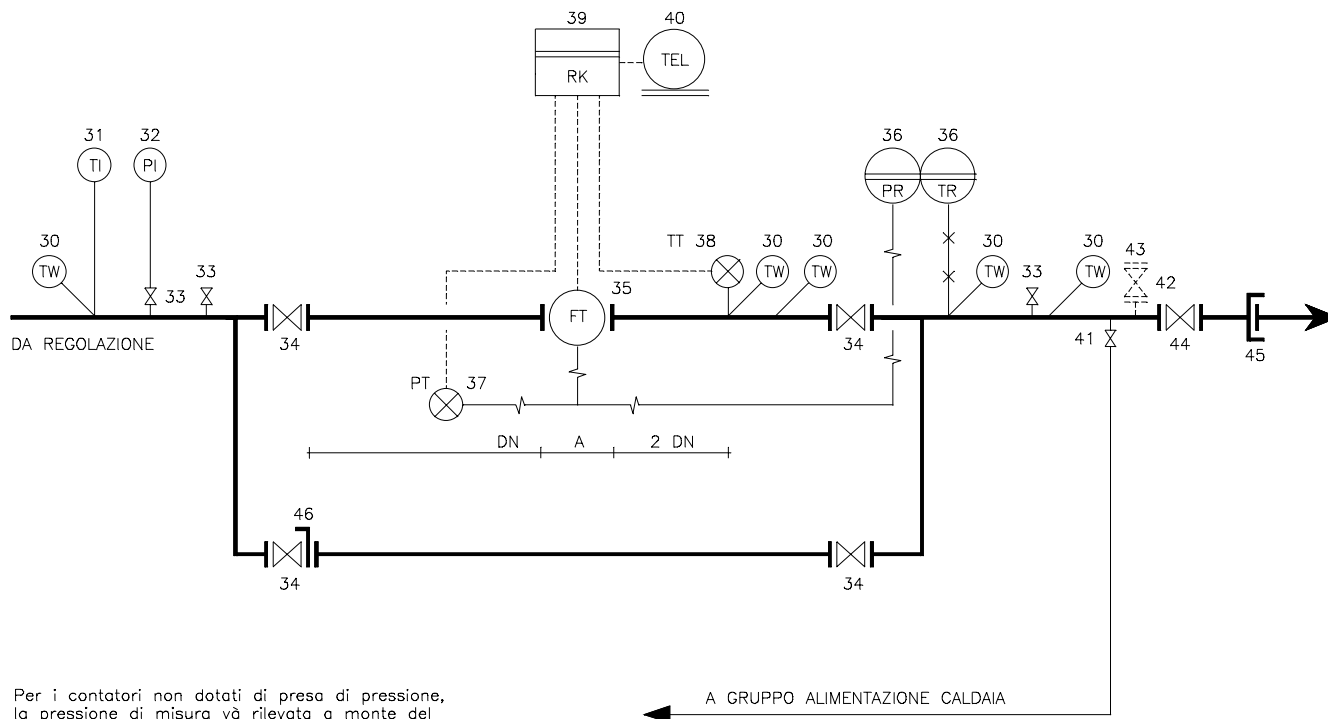 39
40
TEL
RK
31
32
36
36
TI
PI
PR
TR
30
TW
33
33
TT
38
30
30
TW
TW
30
TW
33
30
TW
43
42
35
FT
DA REGOLAZIONE
34
34
41
44
45
PT
37
DN
A
2 DN
46
34
34
Per i contatori non dotati di presa di pressione,
la pressione di misura và rilevata a monte del
A GRUPPO ALIMENTAZIONE CALDAIA